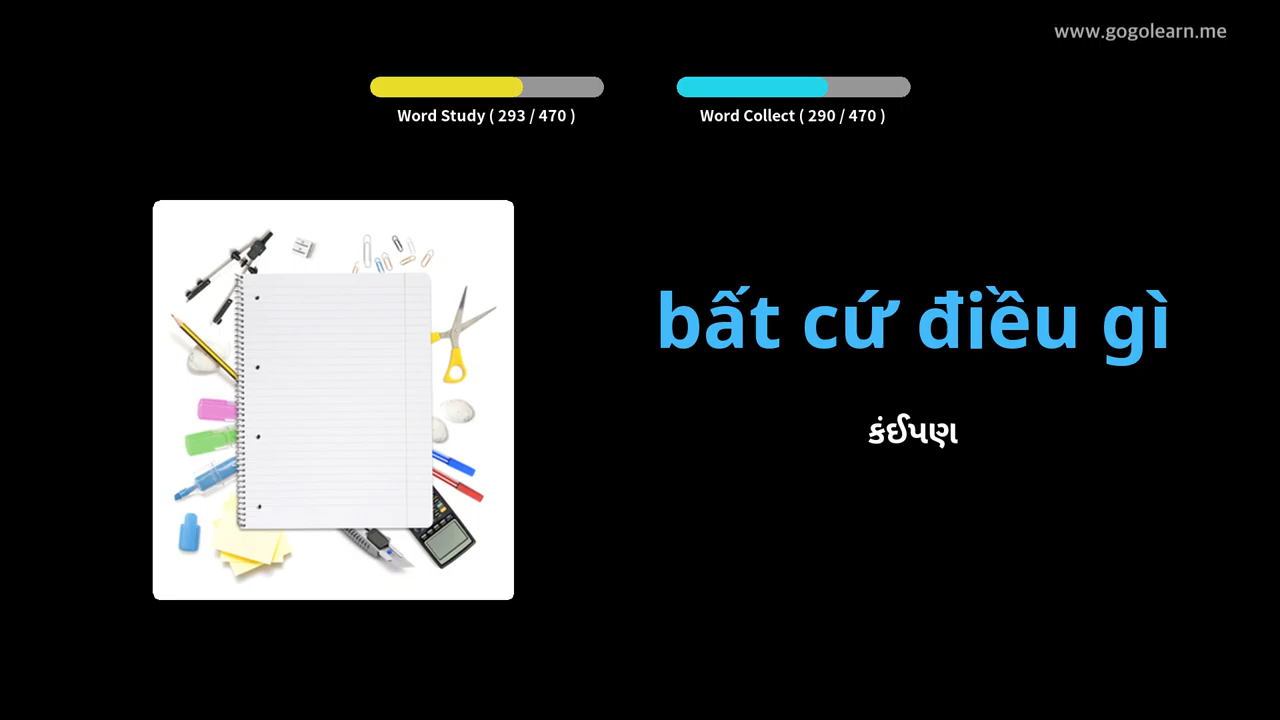 www.gogolearn.me
Word Study ( 293 / 470 )
Word Collect ( 290 / 470 )
bất cứ điều gì
કંઈપણ